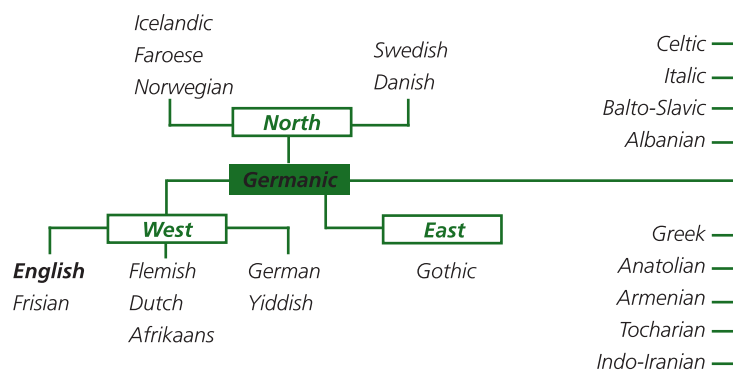 Icelandic
Faroese
Norwegian
Swedish
Danish
North
Germanic
West
East
English
Frisian
Flemish
Dutch
Afrikaans
German
Yiddish
Gothic
Celtic
Italic
Balto-Slavic
Albanian
Greek
Anatolian
Armenian
Tocharian
Indo-Iranian